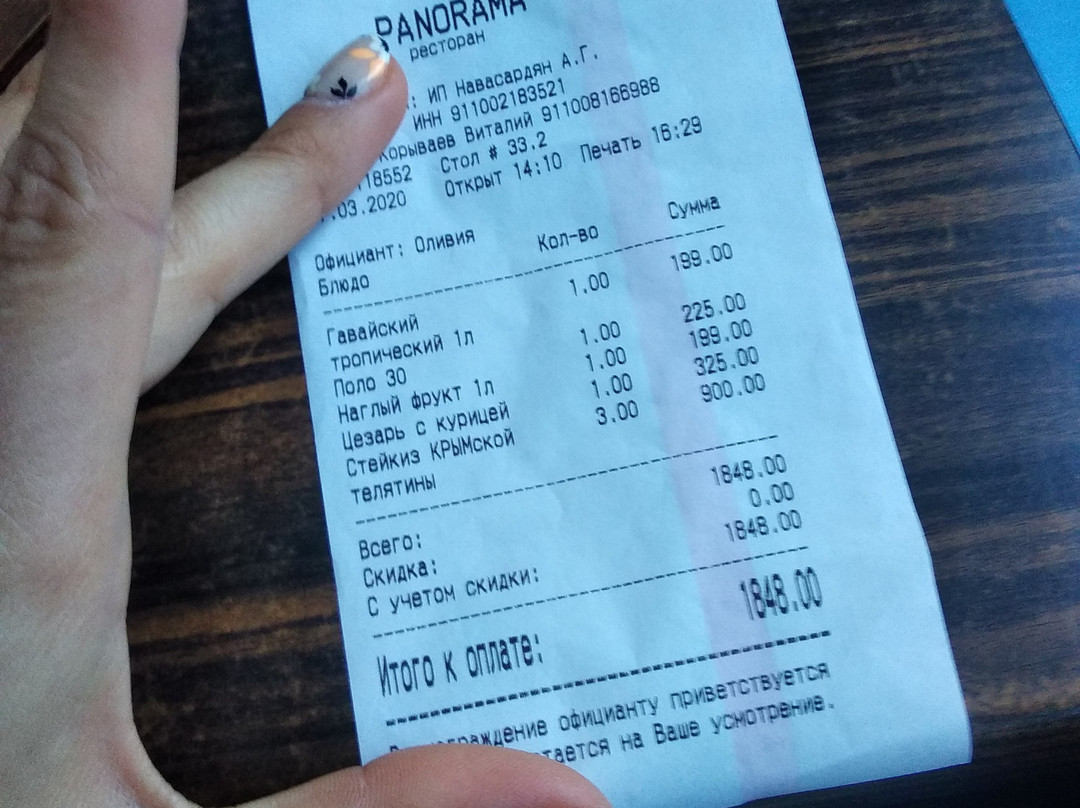 PANORAMA
ресторан
: ИП Навасардян А.Г.
ИНН 911002183521
корываев Виталий 911008166988
118552 Стол # 33.2
.03.2020 Открыт 14:10 Печать 16:29
Официант: Оливия
Блюдо Кол-во Сумма
Гавайский 1.00 199.00
тропический 1л
Поло 30 1.00 225.00
Наглый фрукт 1л 1.00 199.00
Цезарь с курицей 1.00 325.00
Стейкиз КРЫМской 3.00 900.00
телятины
Всего: 1848.00
Скидка: 0.00
С учетом скидки: 1848.00
Итого к оплате: 1848.00
официанту приветствуется
на Ваше усмотрение.